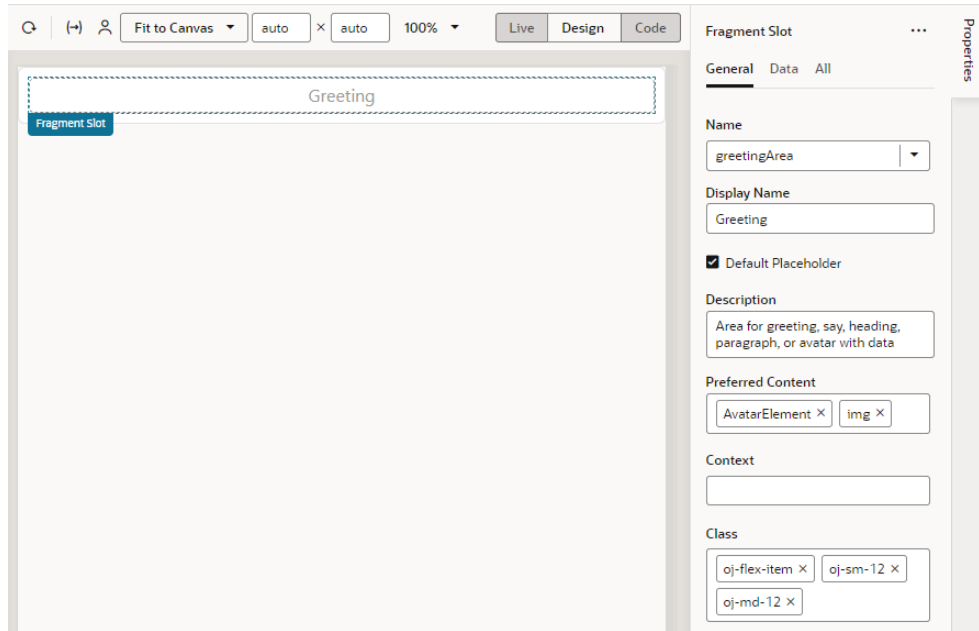 Fit to Canvas auto × auto 100% Live Design Code
Greeting
Fragment Slot
Fragment Slot
General Data All
Name
greetingArea
Display Name
Greeting
Default Placeholder
Description
Area for greeting, say, heading,
paragraph, or avatar with data
Preferred Content
AvatarElement × img ×
Context
Class
oj-flex-item × oj-sm-12 ×
oj-md-12 ×
Properties